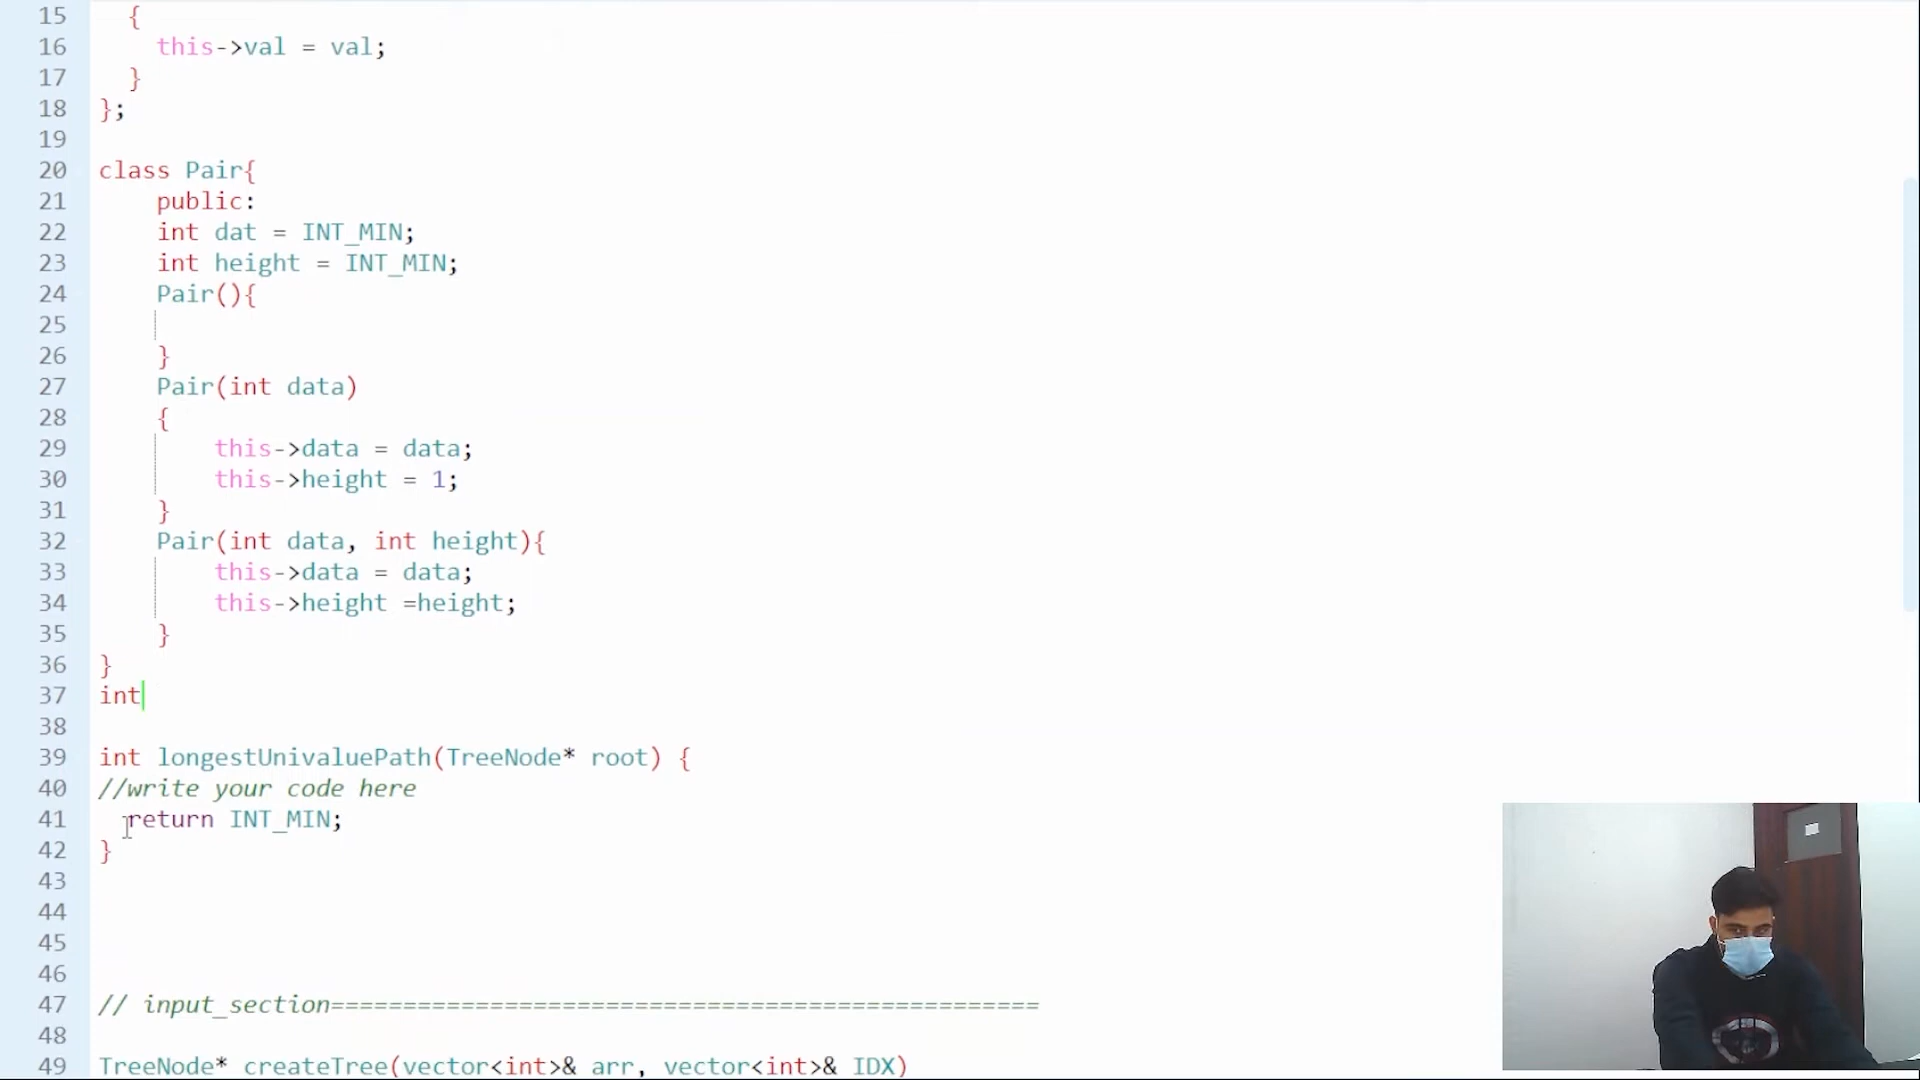 15 {
16 this->val = val;
17 }
18 };
19
20 class Pair{
21 public:
22 int dat = INT_MIN;
23 int height = INT_MIN;
24 Pair(){
25
26 }
27 Pair(int data)
28 {
29 this->data = data;
30 this->height = 1;
31 }
32 Pair(int data, int height){
33 this->data = data;
34 this->height =height;
35 }
36 }
37 int
38
39 int longestUnivaluePath(TreeNode* root) {
40 //write your code here
41 return INT_MIN;
42 }
43
44
45
46
47 // input_section=================================================
48
49 TreeNode* createTree(vector<int>& arr, vector<int>& IDX)